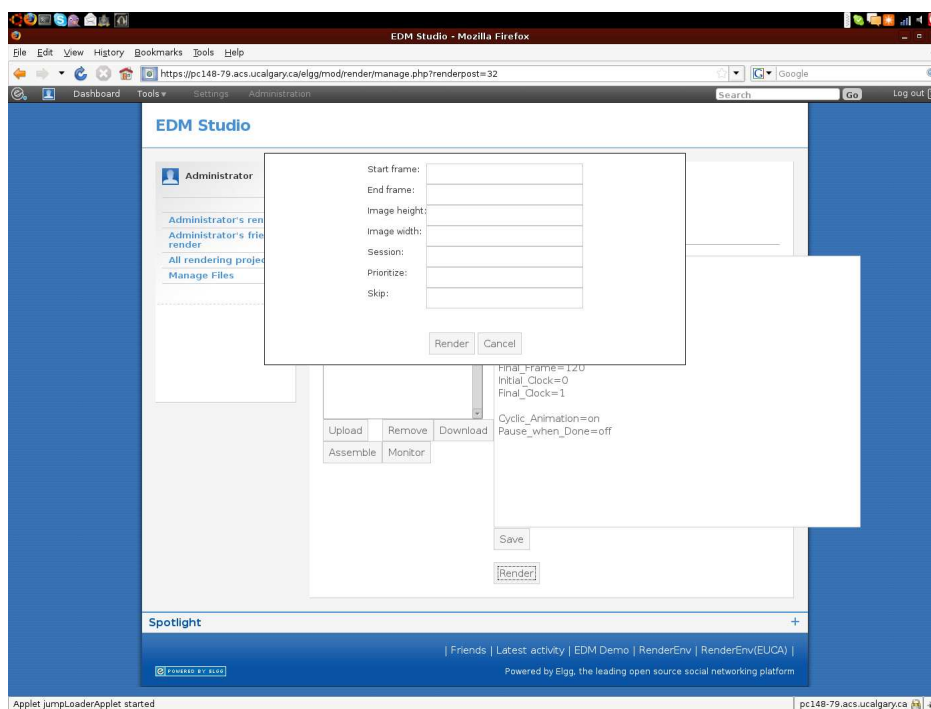 EDM Studio - Mozilla Firefox
File Edit View History Bookmarks Tools Help
https://pc148-79.acs.ucalgary.ca/elgg/mod/render/manage.php?renderpost=32
Google
Dashboard Tools Settings Administration
Search
Go
Log out
EDM Studio
Administrator
Administrator's ren
Administrator's frie
render
All rendering projec
Manage Files
Start frame:
End frame:
Image height:
Image width:
Session:
Prioritize:
Skip:
Render Cancel
Final_Frame=120
Initial_Clock=0
Final_Clock=1
Cyclic_Animation=on
Pause_when_Done=off
Upload Remove Download
Assemble Monitor
Save
Render
Spotlight +
| Friends | Latest activity | EDM Demo | RenderEnv | RenderEnv(EUCA) |
POWERED BY ELGG
Powered by Elgg, the leading open source social networking platform
Applet jumpLoaderApplet started
pc148-79.acs.ucalgary.ca